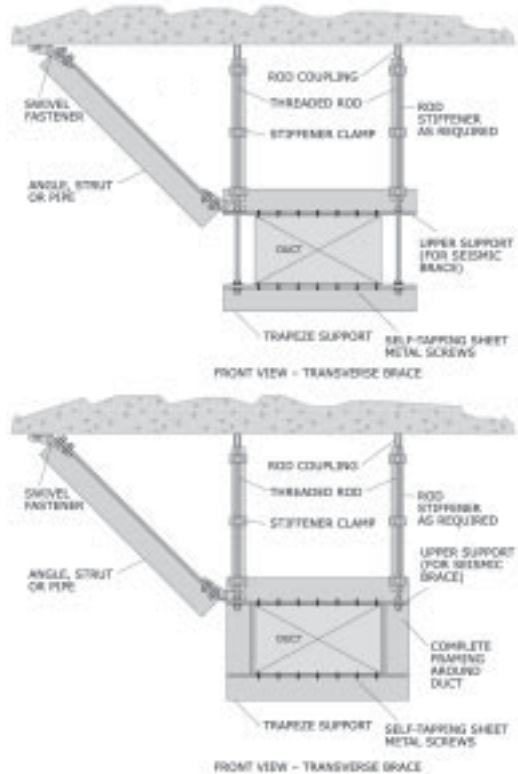 ROD COUPLING
SWIVEL
FASTENER
THREADED ROD
ROD
STIFFENER
AS REQUIRED
STIFFENER CLAMP
ANGLE, STRUT
OR PIPE
UPPER SUPPORT
(FOR SEISMIC
BRACE)
DUCT
TRAPEZE SUPPORT
SELF-TAPPING SHEET
METAL SCREWS
FRONT VIEW – TRANSVERSE BRACE
ROD COUPLING
SWIVEL
FASTENER
THREADED ROD
ROD
STIFFENER
AS REQUIRED
STIFFENER CLAMP
ANGLE, STRUT
OR PIPE
UPPER SUPPORT
(FOR SEISMIC
BRACE)
DUCT
COMPLETE
FRAMING
AROUND
DUCT
TRAPEZE SUPPORT
SELF-TAPPING SHEET
METAL SCREWS
FRONT VIEW – TRANSVERSE BRACE